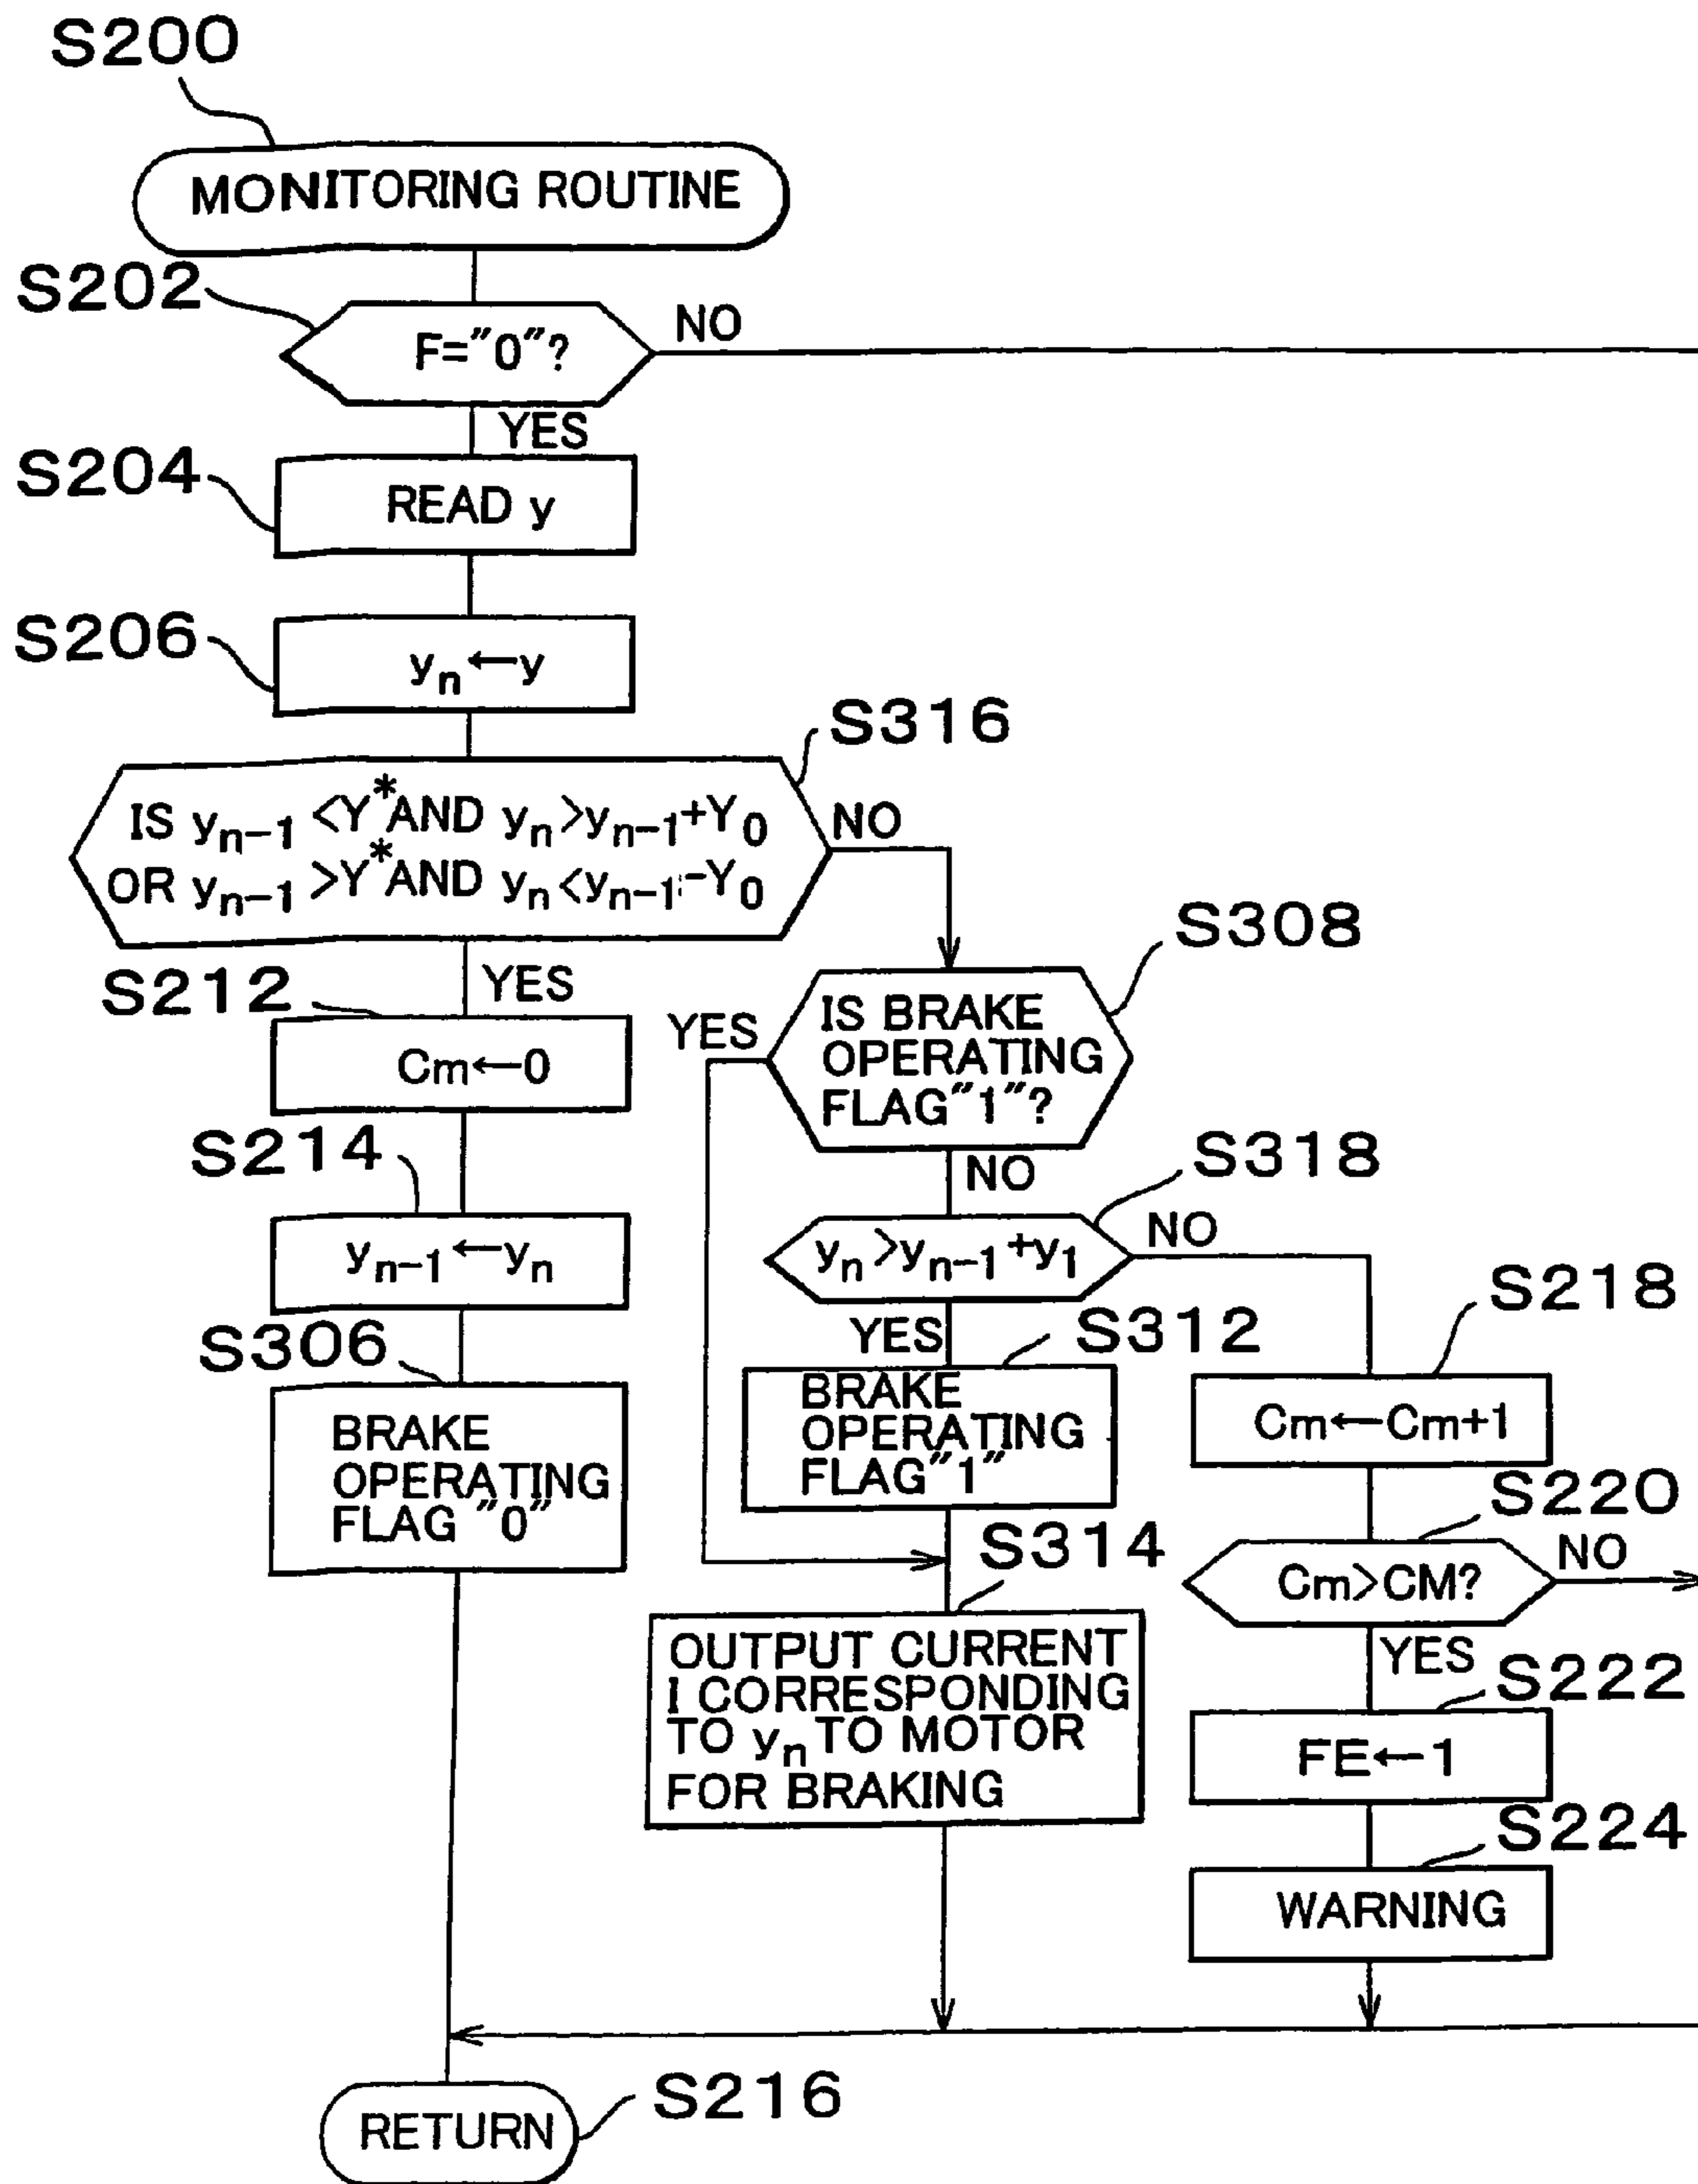 S200
MONITORING ROUTINE
S202
F="0"?
NO
YES
S204
READ y
S206
yn←y
S316
IS yn−1 <Y*AND yn>yn−1+Y0
OR yn−1 >Y*AND yn<yn−1−Y0
NO
YES
S212
Cm←0
S214
yn−1←yn
S306
BRAKE
OPERATING
FLAG "0"
S308
IS BRAKE
OPERATING
FLAG"1"?
YES
NO
S318
yn>yn−1+y1
NO
YES
S312
BRAKE
OPERATING
FLAG"1"
S314
OUTPUT CURRENT
I CORRESPONDING
TO yn TO MOTOR
FOR BRAKING
S218
Cm←Cm+1
S220
Cm>CM?
NO
YES
S222
FE←1
S224
WARNING
S216
RETURN